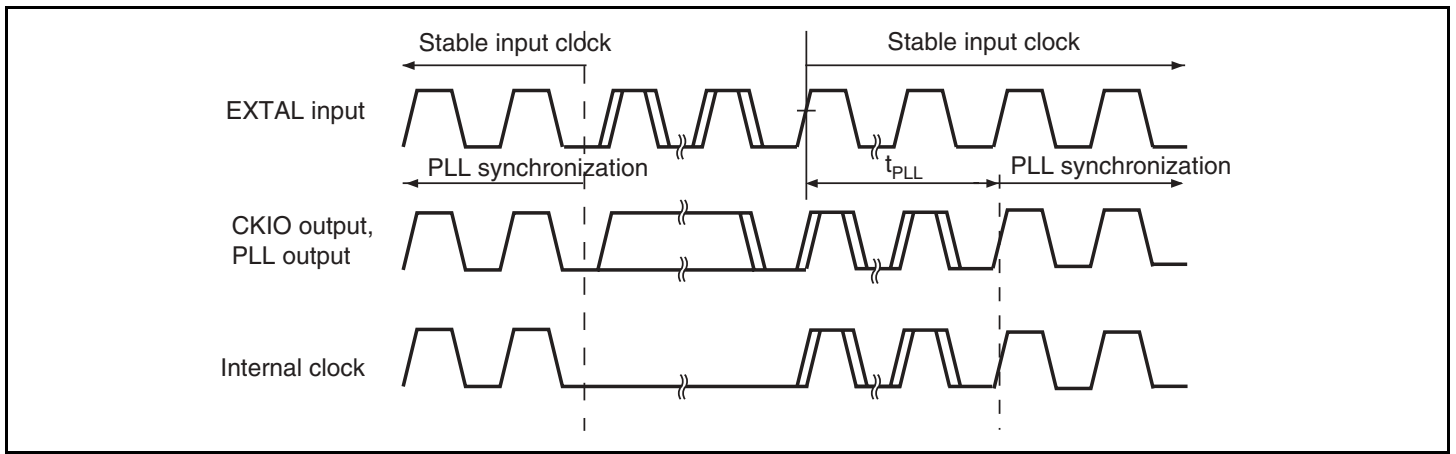 Stable input clock
Stable input clock
EXTAL input
PLL synchronization
tPLL
PLL synchronization
CKIO output,
PLL output
Internal clock